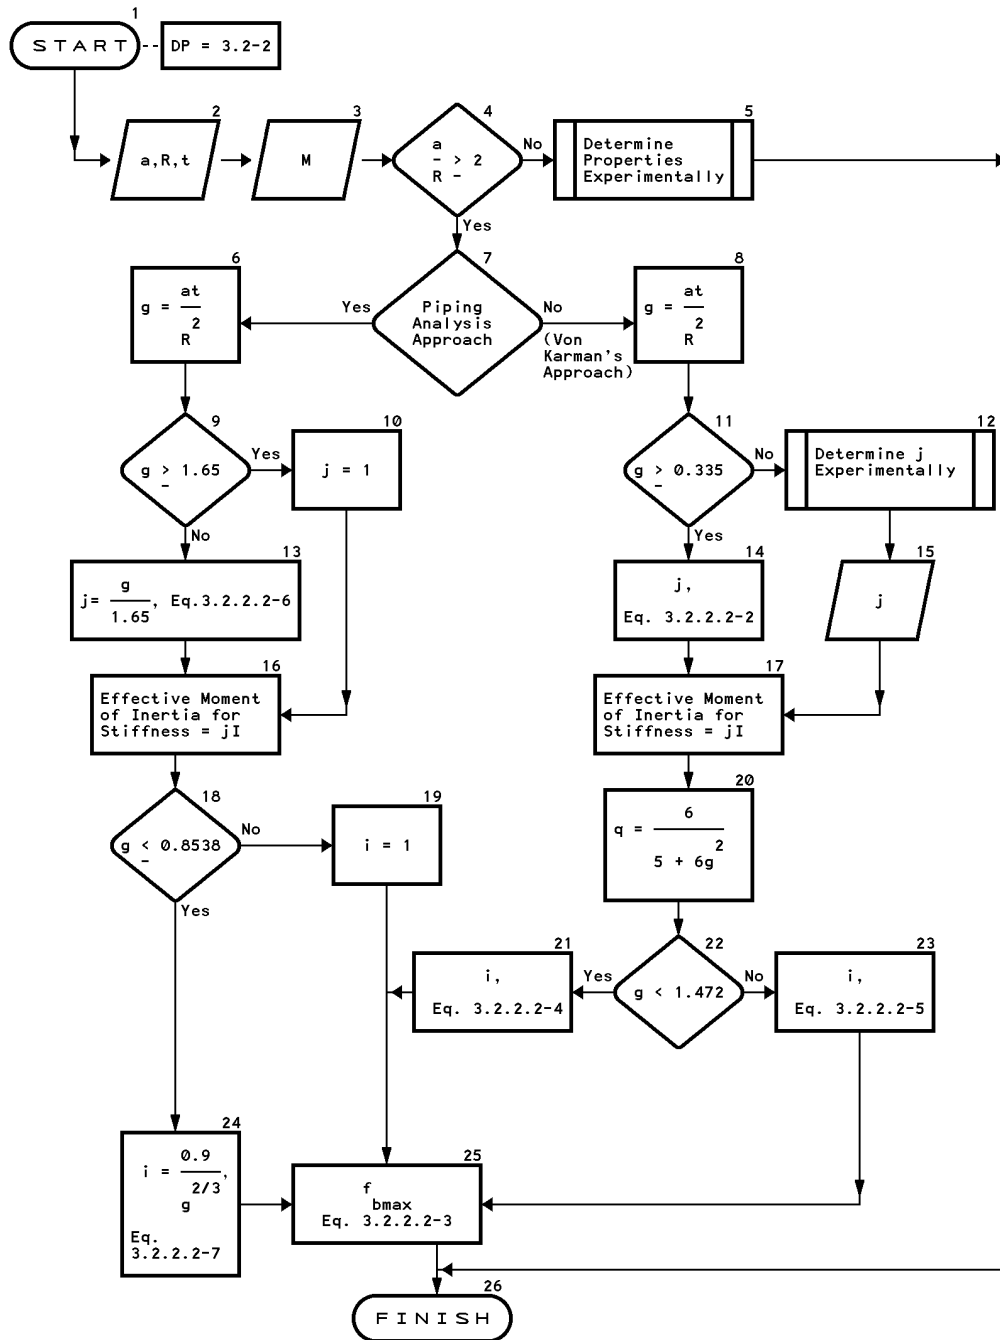 1
START
DP = 3.2-2
2
a,R,t
3
M
4
a
- > 2
R -
No
Yes
5
Determine
Properties
Experimentally
6
at
g =
2
R
7
Piping
Analysis
Approach
Yes
No
(Von
Karman's
Approach)
8
at
g =
2
R
9
g > 1.65
-
Yes
No
10
j = 1
11
g > 0.335
-
No
Yes
12
Determine j
Experimentally
13
g
j= , Eq.3.2.2.2-6
1.65
14
j,
Eq. 3.2.2.2-2
15
j
16
Effective Moment
of Inertia for
Stiffness = jI
17
Effective Moment
of Inertia for
Stiffness = jI
18
g < 0.8538
-
No
Yes
19
i = 1
20
6
q =
2
5 + 6g
21
i,
Eq. 3.2.2.2-4
22
g < 1.472
Yes
No
23
i,
Eq. 3.2.2.2-5
24
0.9
i = ,
2/3
g
Eq.
3.2.2.2-7
25
f
bmax
Eq. 3.2.2.2-3
26
FINISH